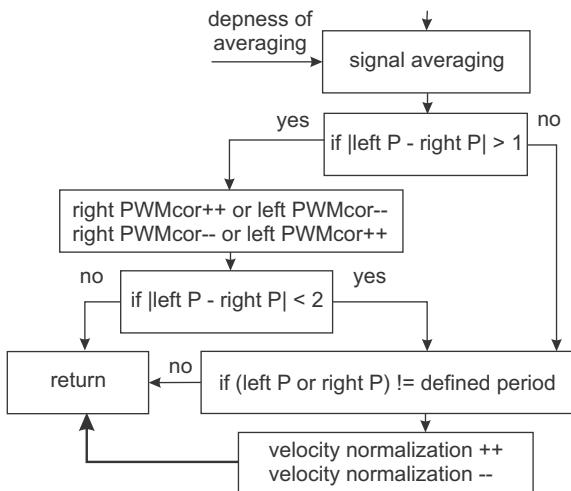 depness of
averaging
signal averaging
yes
no
if |left P - right P| > 1
right PWMcor++ or left PWMcor--
right PWMcor-- or left PWMcor++
no
yes
if |left P - right P| < 2
return
no
if (left P or right P) != defined period
velocity normalization ++
velocity normalization --